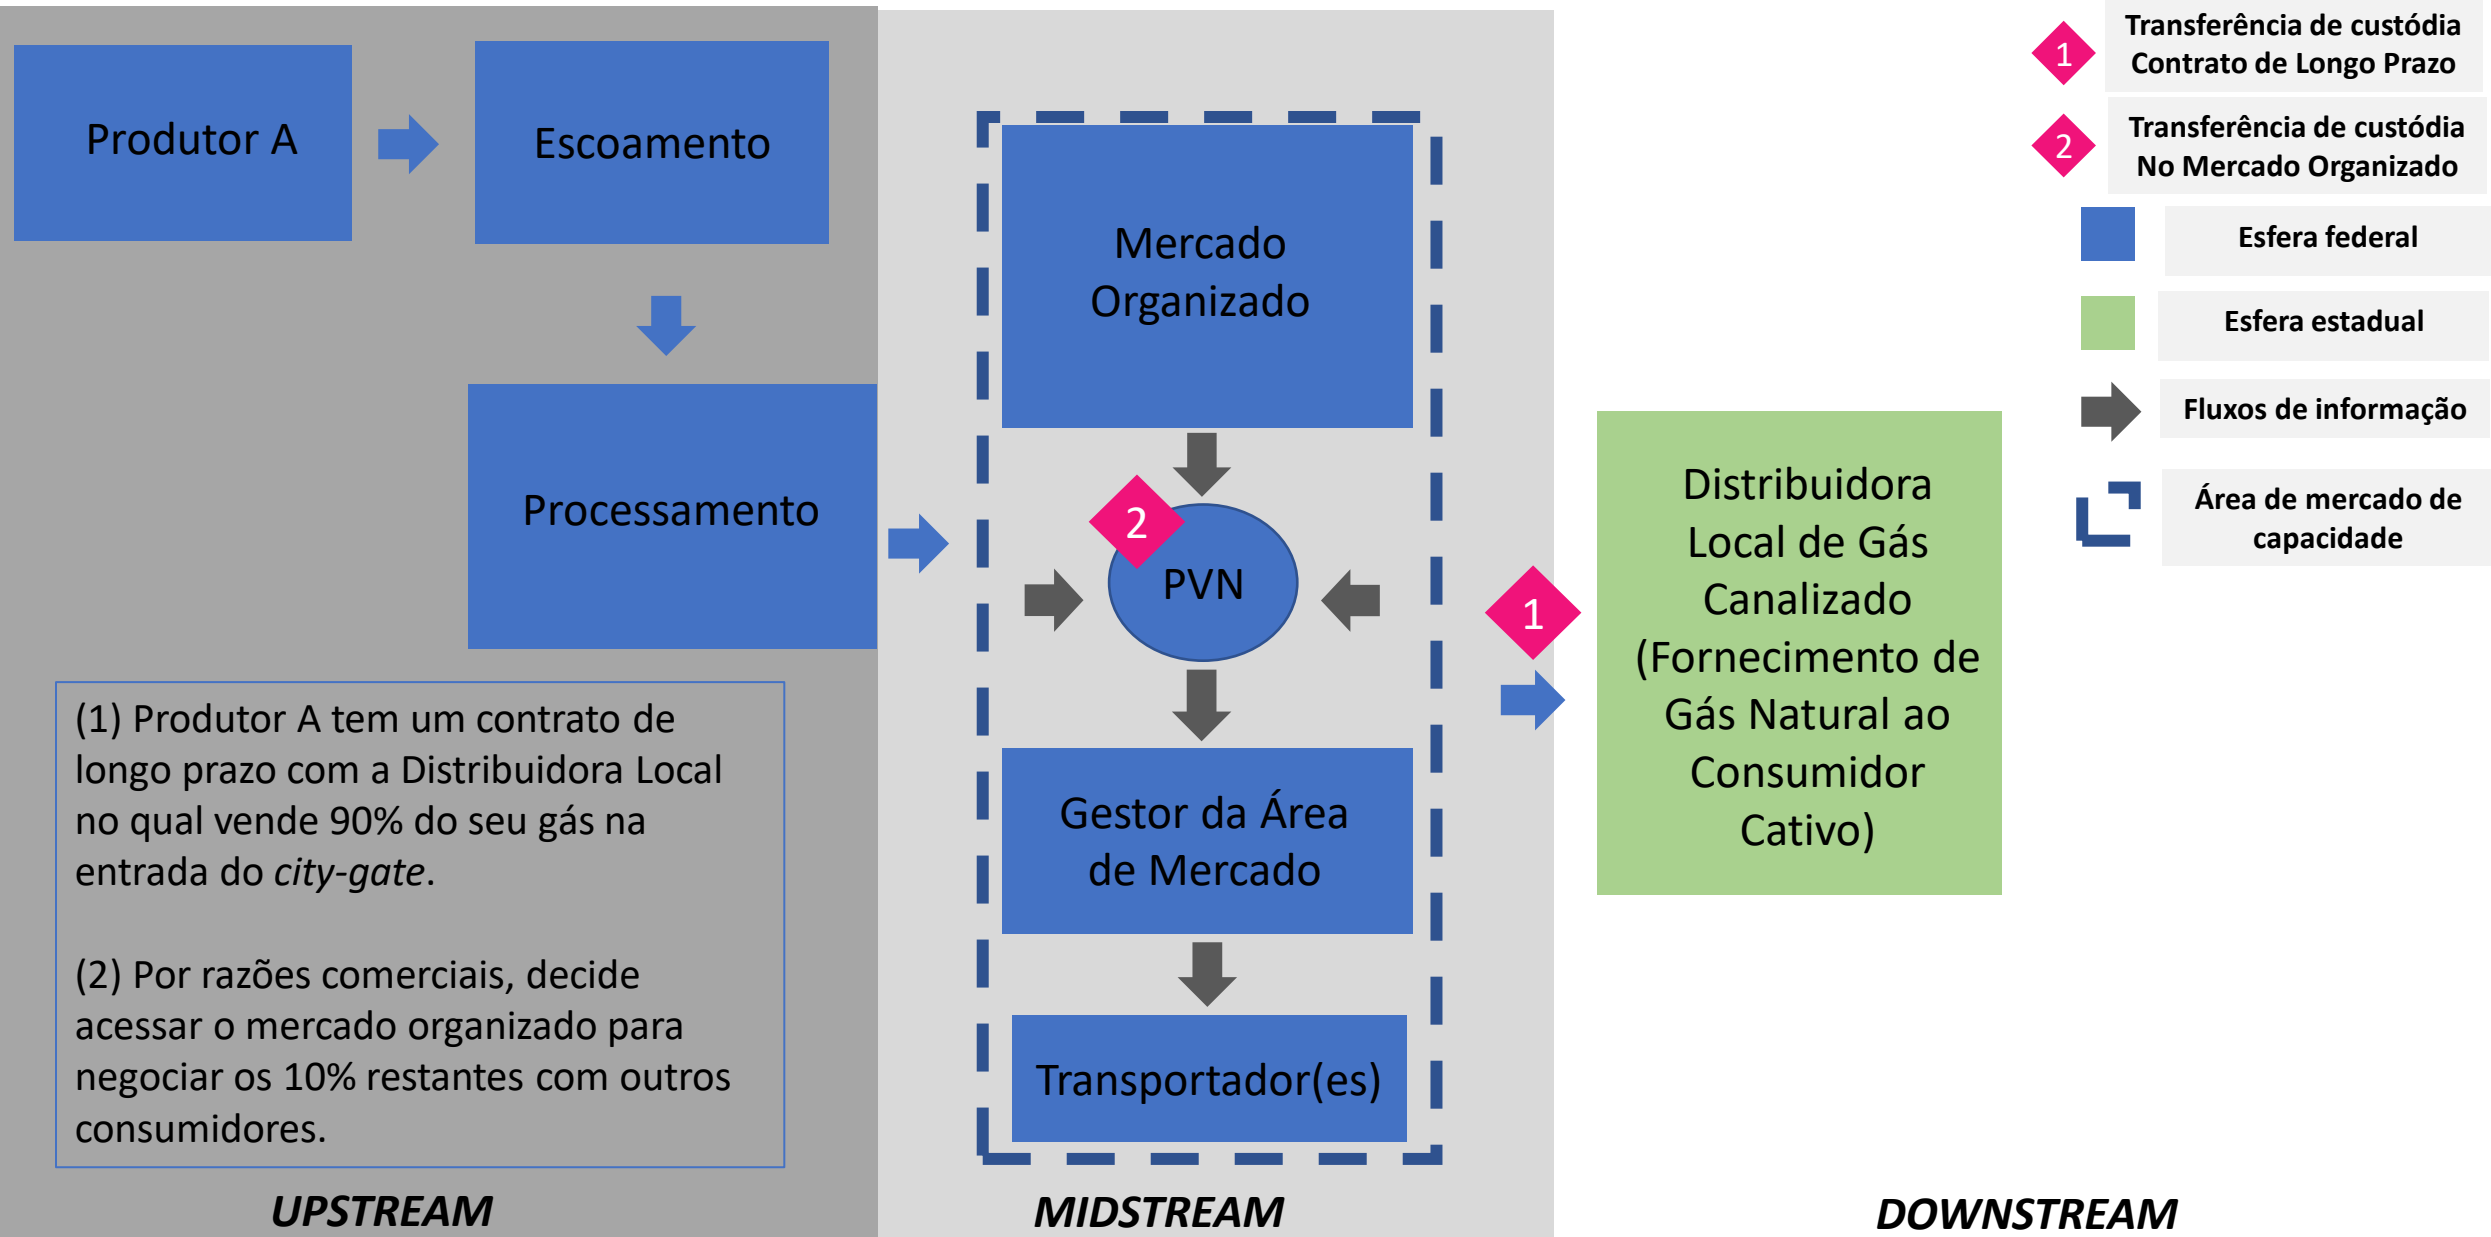 Produtor A
Escoamento
Processamento
(1) Produtor A tem um contrato de
longo prazo com a Distribuidora Local
no qual vende 90% do seu gás na
entrada do city-gate.
(2) Por razões comerciais, decide
acessar o mercado organizado para
negociar os 10% restantes com outros
consumidores.
UPSTREAM
Mercado
Organizado
2
PVN
Gestor da Área
de Mercado
Transportador(es)
MIDSTREAM
1
Distribuidora
Local de Gás
Canalizado
(Fornecimento de
Gás Natural ao
Consumidor
Cativo)
DOWNSTREAM
1
Transferência de custódia
Contrato de Longo Prazo
2
Transferência de custódia
No Mercado Organizado
Esfera federal
Esfera estadual
Fluxos de informação
Área de mercado de
capacidade